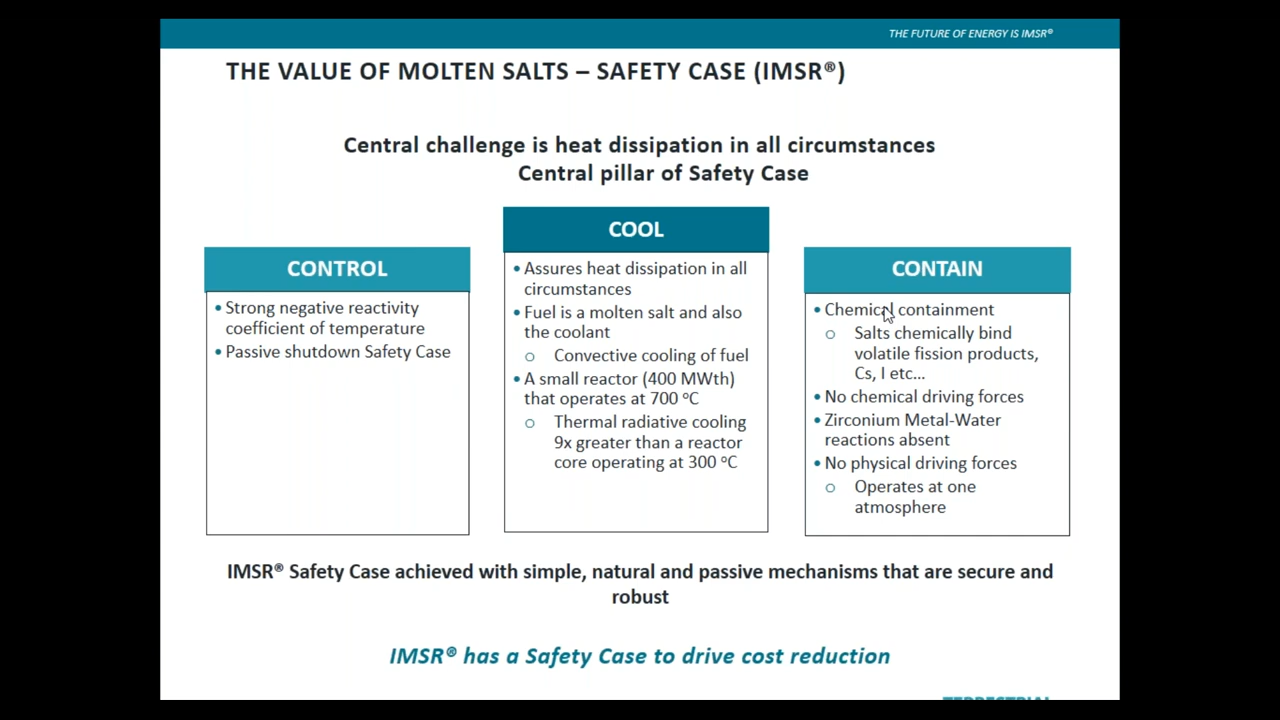 THE FUTURE OF ENERGY IS IMSR®
THE VALUE OF MOLTEN SALTS – SAFETY CASE (IMSR®)
Central challenge is heat dissipation in all circumstances
Central pillar of Safety Case
CONTROL
• Strong negative reactivity
coefficient of temperature
• Passive shutdown Safety Case
COOL
• Assures heat dissipation in all
circumstances
• Fuel is a molten salt and also
the coolant
o Convective cooling of fuel
• A small reactor (400 MWth)
that operates at 700 ºC
o Thermal radiative cooling
9x greater than a reactor
core operating at 300 ºC
CONTAIN
• Chemical containment
o Salts chemically bind
volatile fission products,
Cs, I etc...
• No chemical driving forces
• Zirconium Metal-Water
reactions absent
• No physical driving forces
o Operates at one
atmosphere
IMSR® Safety Case achieved with simple, natural and passive mechanisms that are secure and
robust
IMSR® has a Safety Case to drive cost reduction
TERRESTRIAL